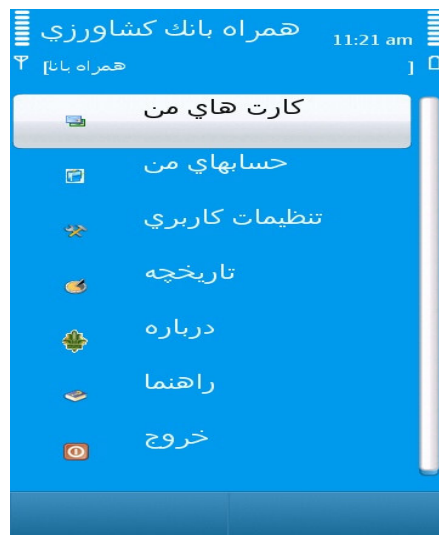 همراه بانك كشاورزي
11:21 am
[همراه بانا ]
كارت هاي من
حسابهاي من
تنظيمات كاربري
تاريخچه
درباره
راهنما
خروج